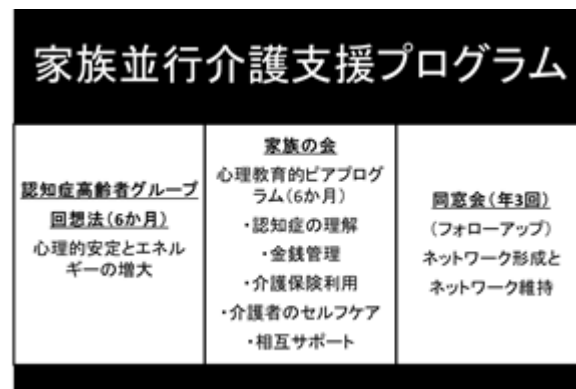 家族並行介護支援プログラム
認知症高齢者グループ
回想法(6か月)
心理的安定とエネル
ギーの増大
家族の会
心理教育的ピアプログ
ラム(6か月)
・認知症の理解
・金銭管理
・介護保険利用
・介護者のセルフケア
・相互サポート
同窓会(年3回)
(フォローアップ)
ネットワーク形成と
ネットワーク維持